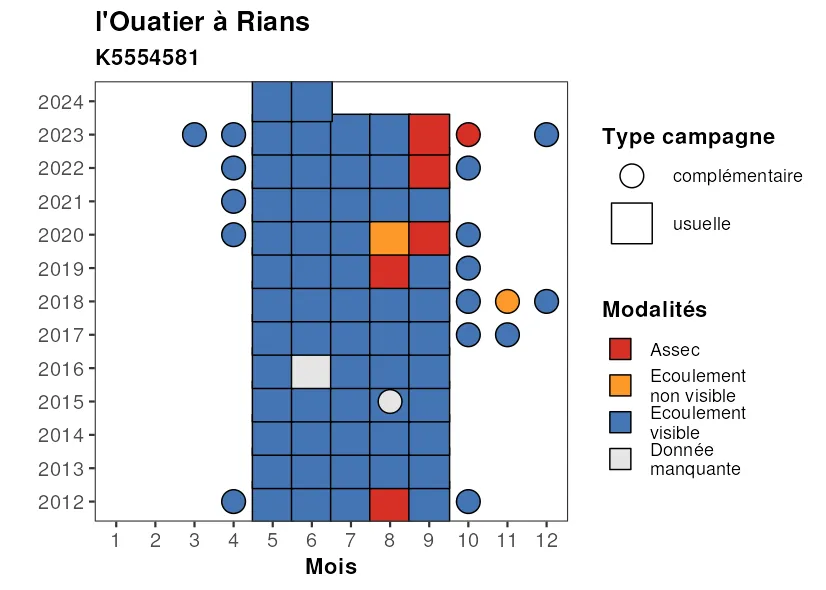 l'Ouatier à Rians
K5554581
2024
2023
2022
2021
2020
2019
2018
2017
2016
2015
2014
2013
2012
1 2 3 4 5 6 7 8 9 10 11 12
Mois
Type campagne
complémentaire
usuelle
Modalités
Assec
Ecoulement
non visible
Ecoulement
visible
Donnée
manquante